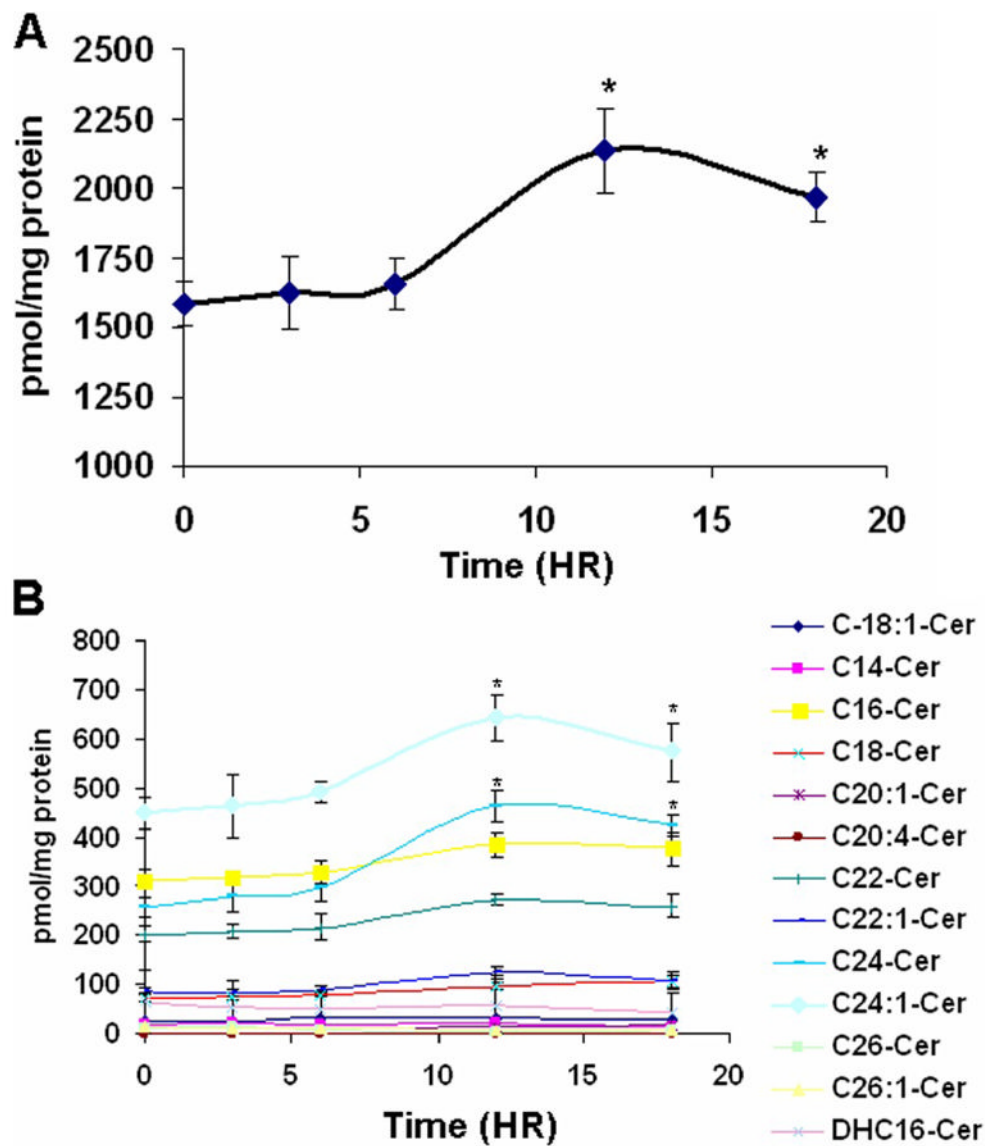 A
pmol/mg protein
2500
2250
2000
1750
1500
1250
1000
*
*
0
5
10
15
20
Time (HR)
B
pmol/mg protein
800
700
600
500
400
300
200
100
0
*
*
*
*
0
5
10
15
20
Time (HR)
C-18:1-Cer
C14-Cer
C16-Cer
C18-Cer
C20:1-Cer
C20:4-Cer
C22-Cer
C22:1-Cer
C24-Cer
C24:1-Cer
C26-Cer
C26:1-Cer
DHC16-Cer